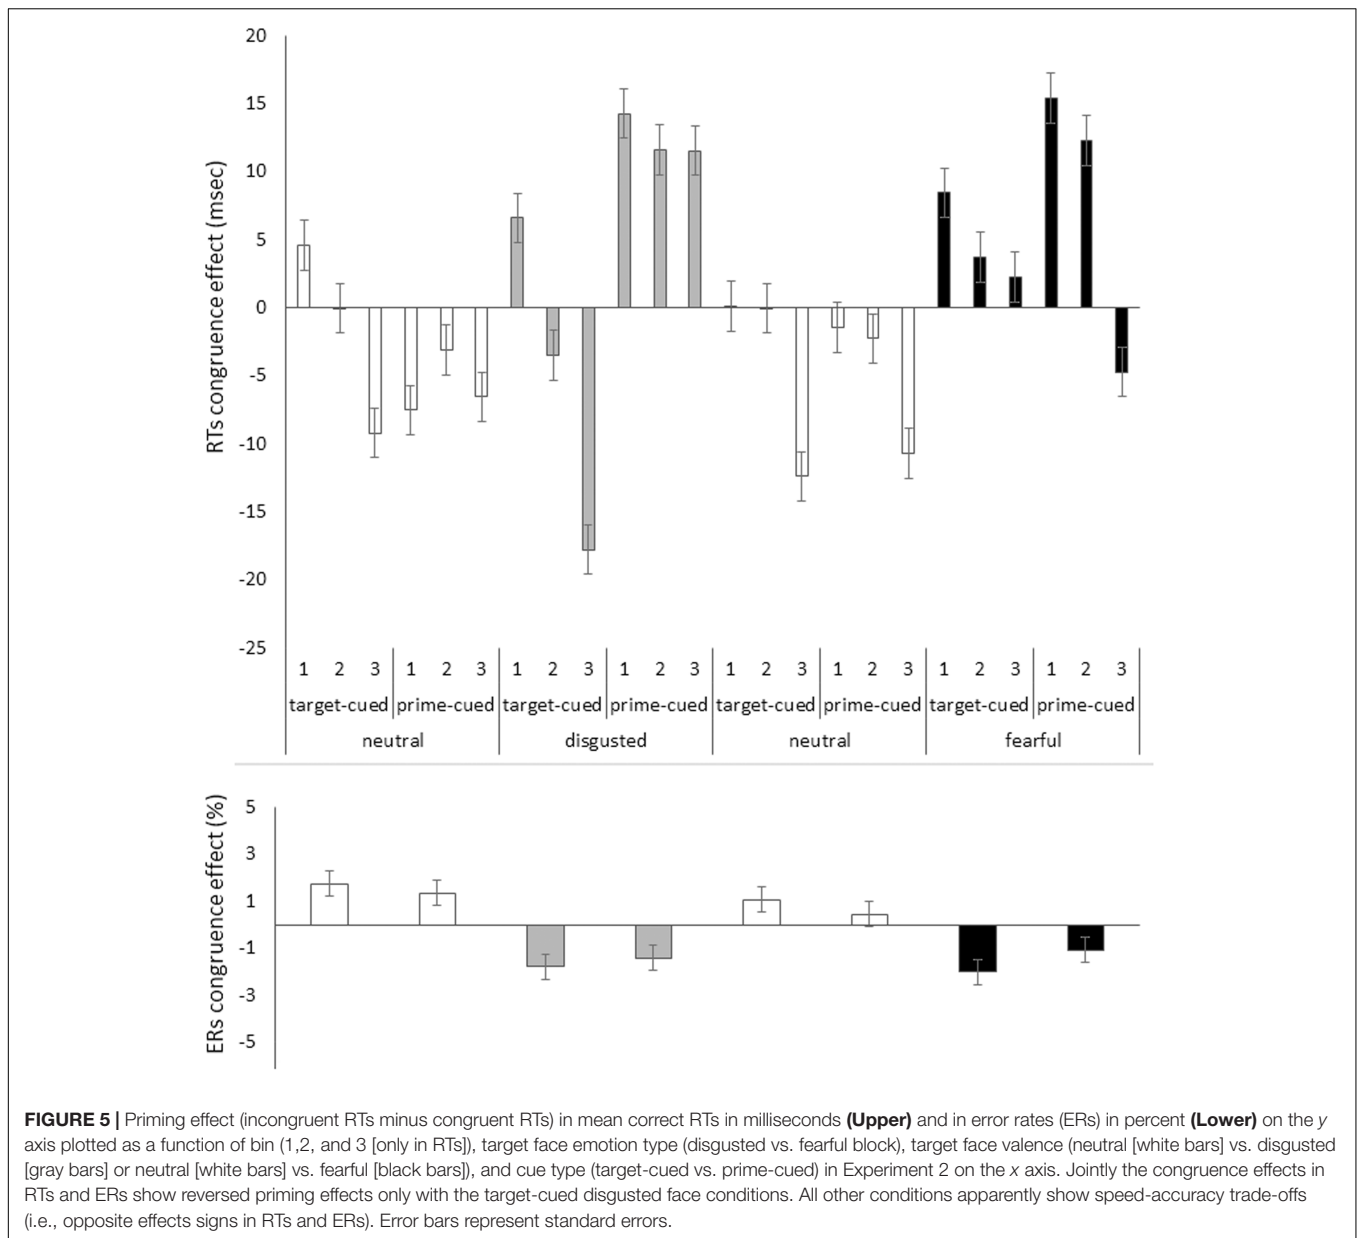 20
15
10
5
0
-5
-10
-15
-20
-25
RTs congruence effect (msec)
1 2 3 1 2 3 1 2 3 1 2 3 1 2 3 1 2 3 1 2 3 1 2 3
target-cued prime-cued target-cued prime-cued target-cued prime-cued target-cued prime-cued
neutral disgusted neutral fearful
5
3
1
-1
-3
-5
ERs congruence effect (%)
FIGURE 5 | Priming effect (incongruent RTs minus congruent RTs) in mean correct RTs in milliseconds (Upper) and in error rates (ERs) in percent (Lower) on the y
axis plotted as a function of bin (1,2, and 3 [only in RTs]), target face emotion type (disgusted vs. fearful block), target face valence (neutral [white bars] vs. disgusted
[gray bars] or neutral [white bars] vs. fearful [black bars]), and cue type (target-cued vs. prime-cued) in Experiment 2 on the x axis. Jointly the congruence effects in
RTs and ERs show reversed priming effects only with the target-cued disgusted face conditions. All other conditions apparently show speed-accuracy trade-offs
(i.e., opposite effects signs in RTs and ERs). Error bars represent standard errors.